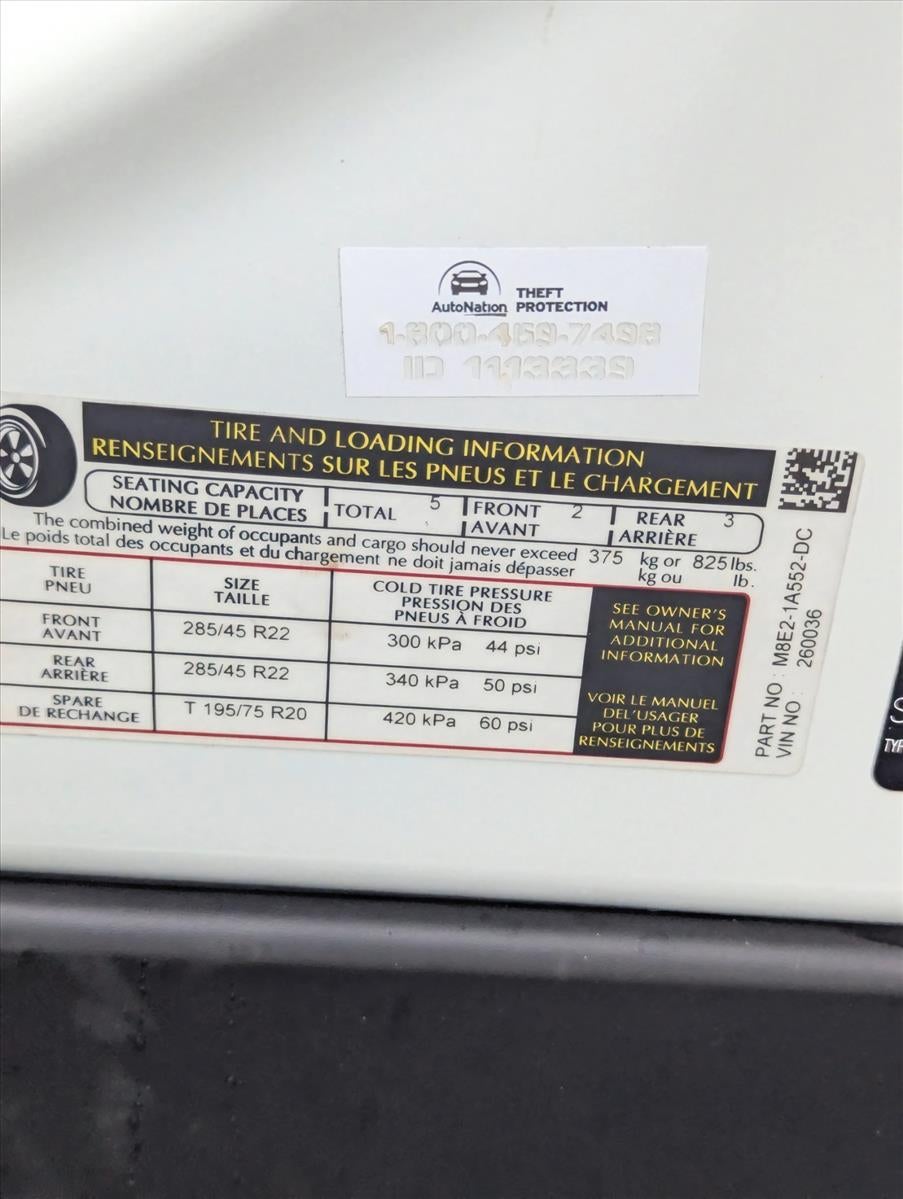 AutoNation THEFT PROTECTION
1-800-459-7498
ID 1113339
TIRE AND LOADING INFORMATION
RENSEIGNEMENTS SUR LES PNEUS ET LE CHARGEMENT
SEATING CAPACITY
NOMBRE DE PLACES
TOTAL 5
FRONT 2
AVANT
REAR 3
ARRIÈRE
The combined weight of occupants and cargo should never exceed 375 kg or 825 lbs.
Le poids total des occupants et du chargement ne doit jamais dépasser kg ou lb.
TIRE
PNEU
SIZE
TAILLE
COLD TIRE PRESSURE
PRESSION DES
PNEUS À FROID
FRONT
AVANT
285/45 R22
300 kPa 44 psi
REAR
ARRIÈRE
285/45 R22
340 kPa 50 psi
SPARE
DE RECHANGE
T 195/75 R20
420 kPa 60 psi
SEE OWNER'S
MANUAL FOR
ADDITIONAL
INFORMATION
VOIR LE MANUEL
DEL'USAGER
POUR PLUS DE
RENSEIGNEMENTS
PART NO : M8E2-1A552-DC
VIN NO : 260036
TYP